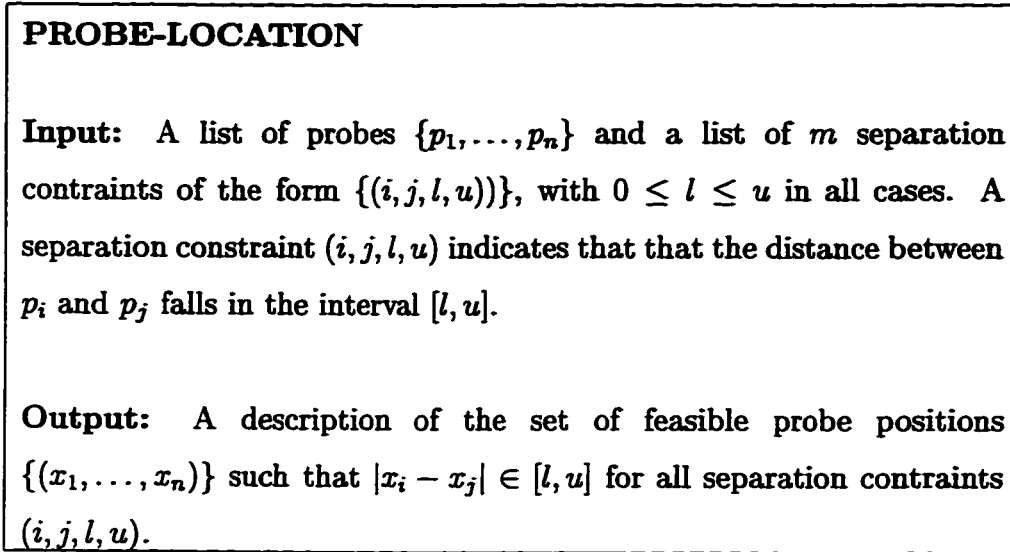 PROBE-LOCATION
Input: A list of probes {p₁, . . . , pₙ} and a list of m separation
contraints of the form {(i, j, l, u))}, with 0 ≤ l ≤ u in all cases. A
separation constraint (i, j, l, u) indicates that that the distance between
pᵢ and pⱼ falls in the interval [l, u].
Output: A description of the set of feasible probe positions
{(x₁, . . . , xₙ)} such that |xᵢ − xⱼ| ∈ [l, u] for all separation contraints
(i, j, l, u).